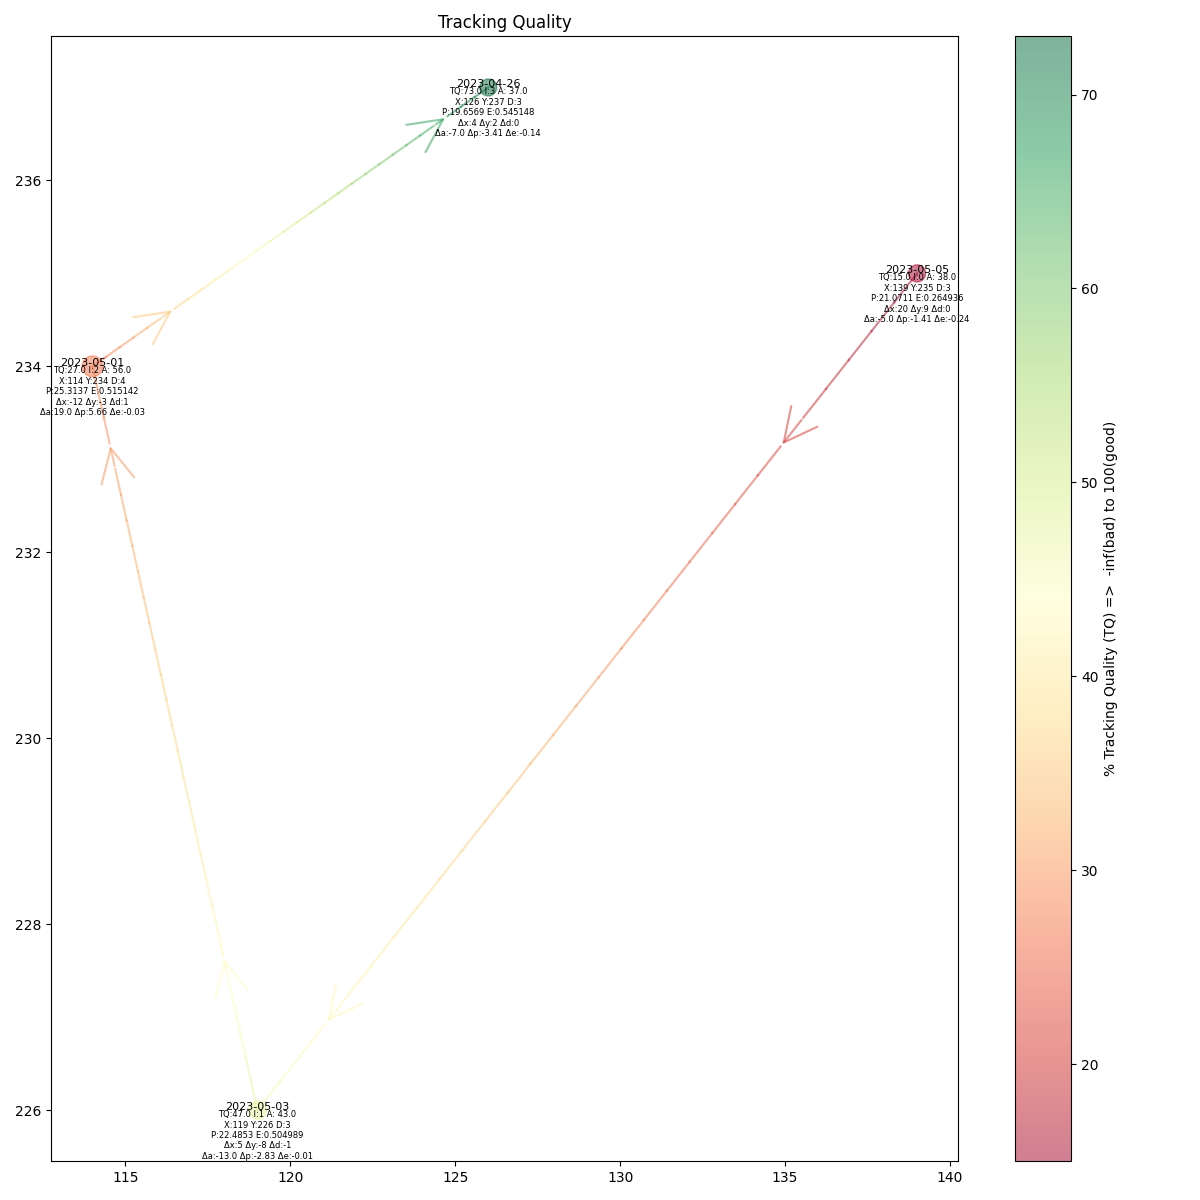 Tracking Quality
2023-04-26
TQ:73.0 I:3 A: 37.0
X:126 Y:237 D:3
P:19.6569 E:0.545148
Δx:4 Δy:2 Δd:0
Δa:-7.0 Δp:-3.41 Δe:-0.14
2023-05-05
TQ:15.0 I:0 A: 38.0
X:139 Y:235 D:3
P:21.0711 E:0.264936
Δx:20 Δy:9 Δd:0
Δa:-5.0 Δp:-1.41 Δe:-0.24
2023-05-01
TQ:27.0 I:2 A: 56.0
X:114 Y:234 D:4
P:25.3137 E:0.515142
Δx:-12 Δy:-3 Δd:1
Δa:19.0 Δp:5.66 Δe:-0.03
2023-05-03
TQ:47.0 I:1 A: 43.0
X:119 Y:226 D:3
P:22.4853 E:0.504989
Δx:5 Δy:-8 Δd:-1
Δa:-13.0 Δp:-2.83 Δe:-0.01
236
234
232
230
228
226
115
120
125
130
135
140
70
60
50
40
30
20
% Tracking Quality (TQ) =>  -inf(bad) to 100(good)